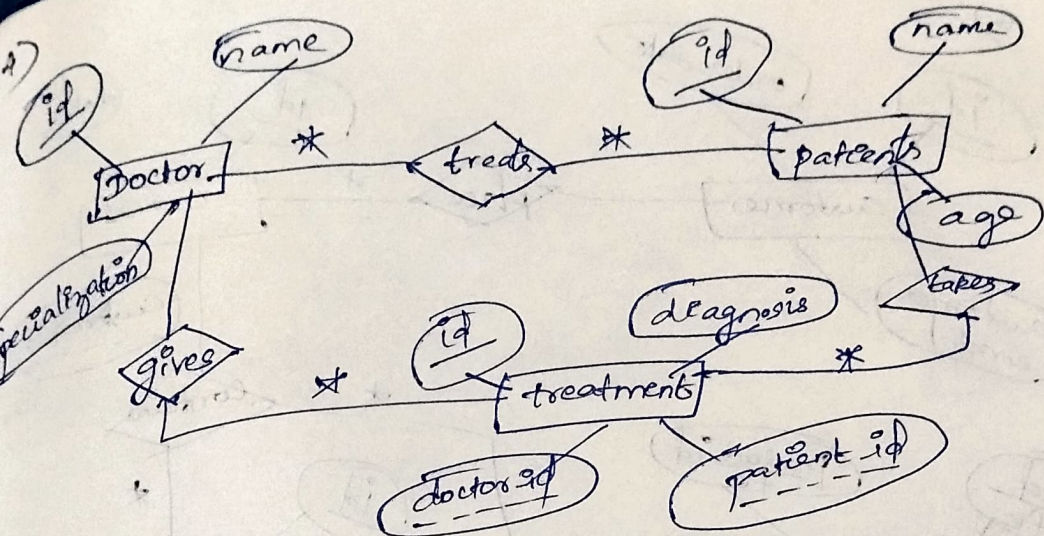 4)
name
id
name
id
Doctor
*
treats
*
patients
age
specialization
takes
diagnosis
id
gives
*
treatment
*
doctor id
patient id